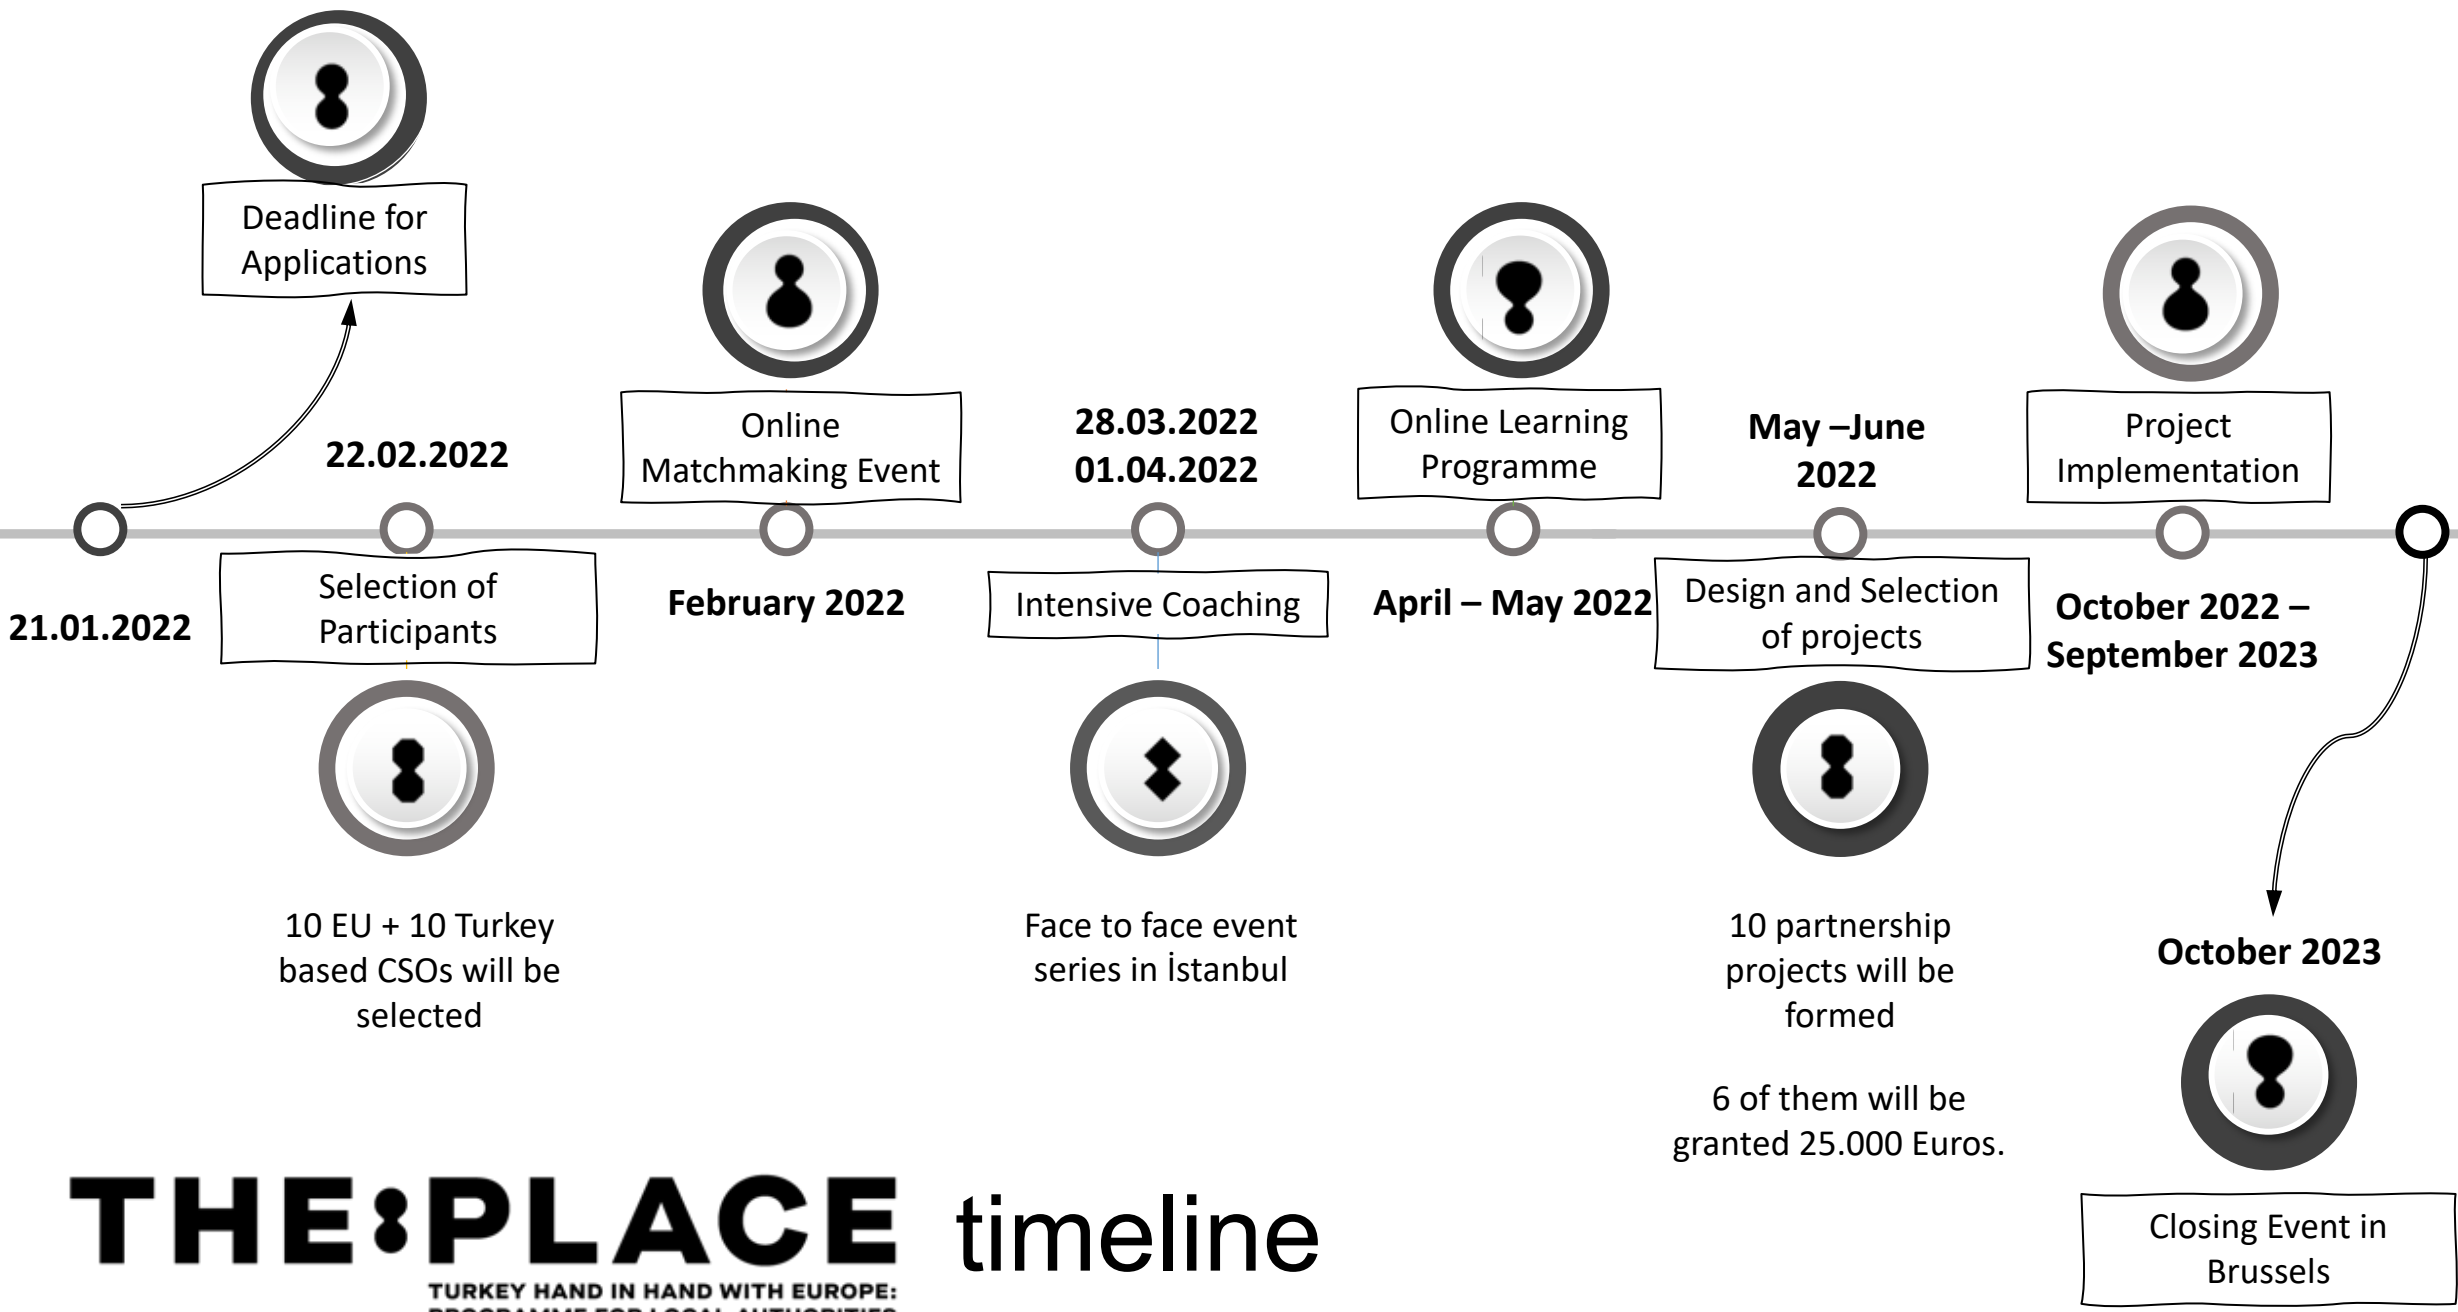 Deadline for
Applications
21.01.2022
22.02.2022
Selection of
Participants
10 EU + 10 Turkey
based CSOs will be
selected
Online
Matchmaking Event
February 2022
28.03.2022
01.04.2022
Intensive Coaching
Face to face event
series in İstanbul
Online Learning
Programme
April – May 2022
May –June
2022
Design and Selection
of projects
10 partnership
projects will be
formed
6 of them will be
granted 25.000 Euros.
Project
Implementation
October 2022 –
September 2023
October 2023
Closing Event in
Brussels
THE:PLACE timeline
TURKEY HAND IN HAND WITH EUROPE:
PROGRAMME FOR LOCAL AUTHORITIES